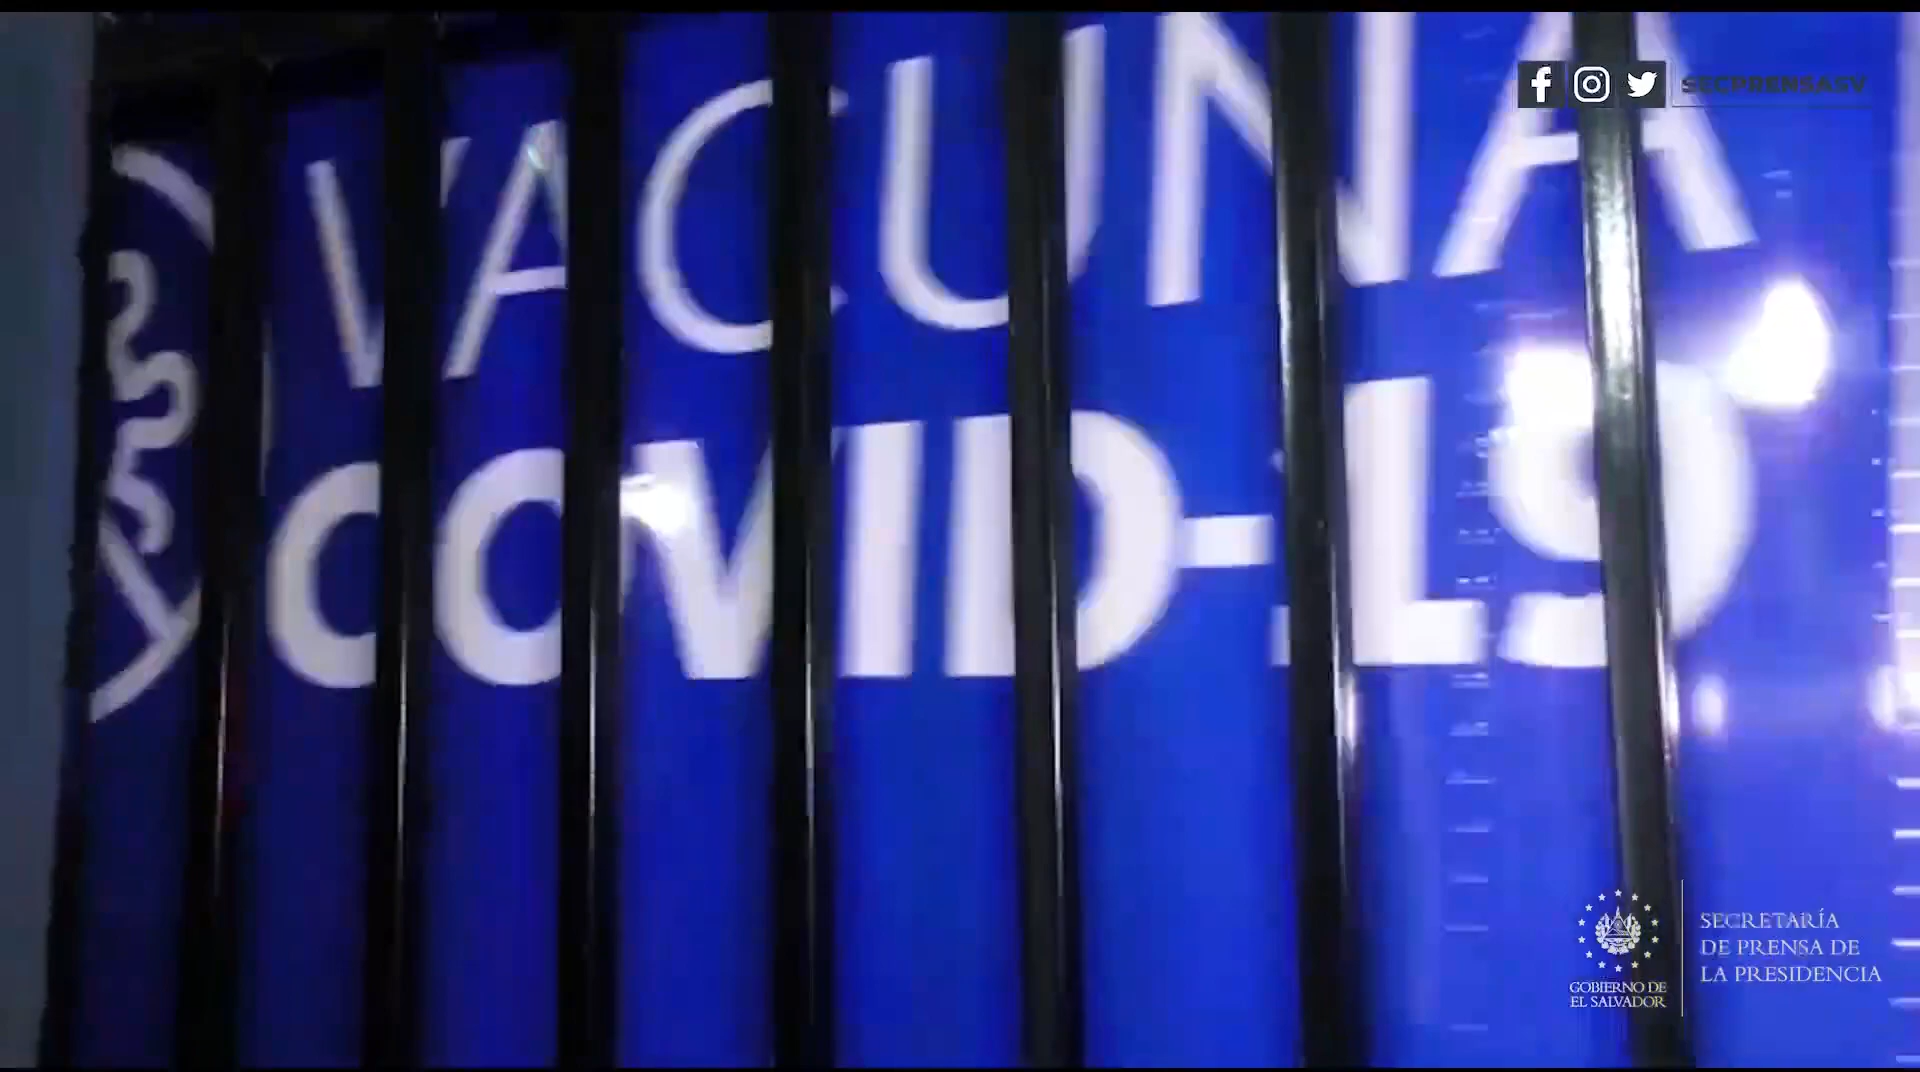 SECPRENSASV
VACUNA
COVID-19
GOBIERNO DE
EL SALVADOR
SECRETARÍA
DE PRENSA DE
LA PRESIDENCIA